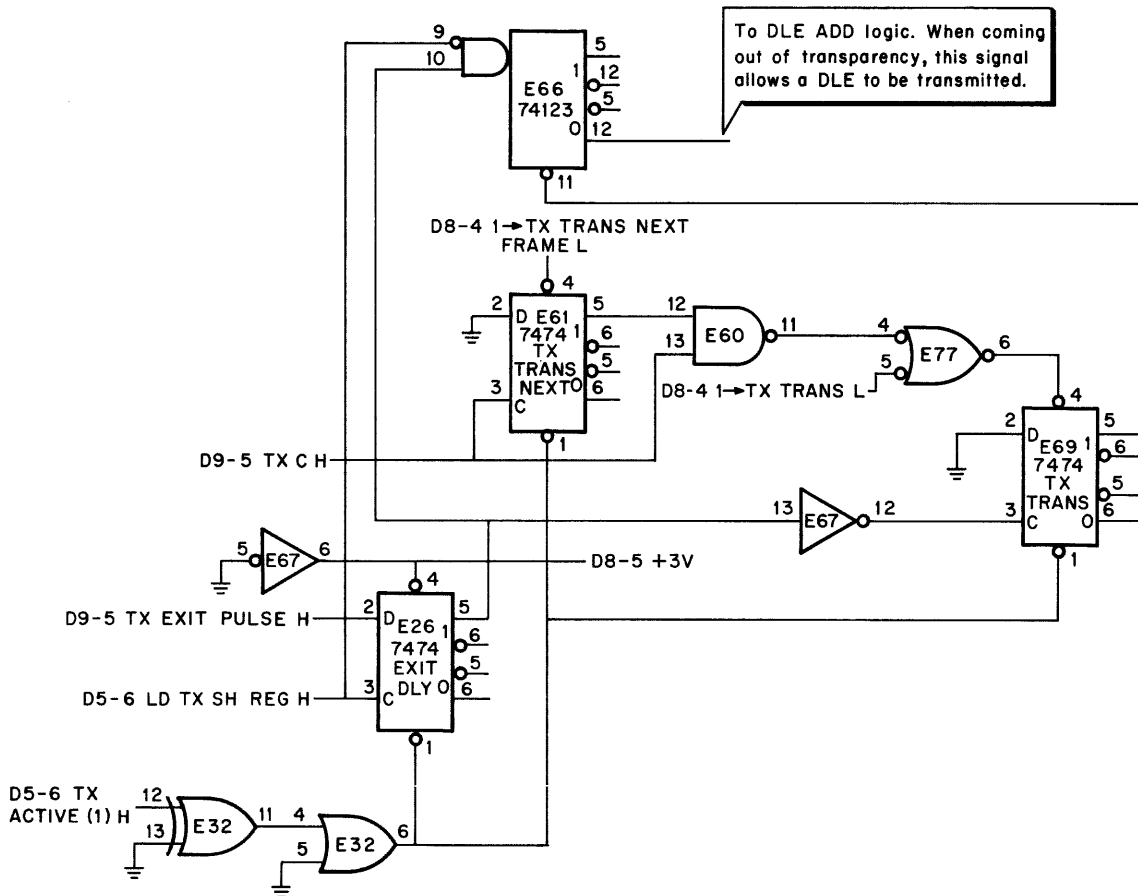 To DLE ADD logic. When coming
out of transparency, this signal
allows a DLE to be transmitted.
9
10
5
1
12
E66
74123
5
0
12
11
D8-4 1→TX TRANS NEXT
FRAME L
4
2
D E61
5
7474 1
6
TX
TRANS
5
NEXT 0
6
3
C
1
12
13
E60
11
4
5
E77
6
D8-4 1→TX TRANS L
4
2
D
5
E69 1
6
7474
TX
5
TRANS
3
C
0
6
1
D9-5 TX C H
13
E67
12
5
E67
6
D8-5 +3V
4
D9-5 TX EXIT PULSE H
2
D
5
E26 1
6
7474
EXIT
5
DLY 0
6
D5-6 LD TX SH REG H
3
C
1
D5-6 TX
ACTIVE (1) H
12
13
E32
11
4
5
E32
6